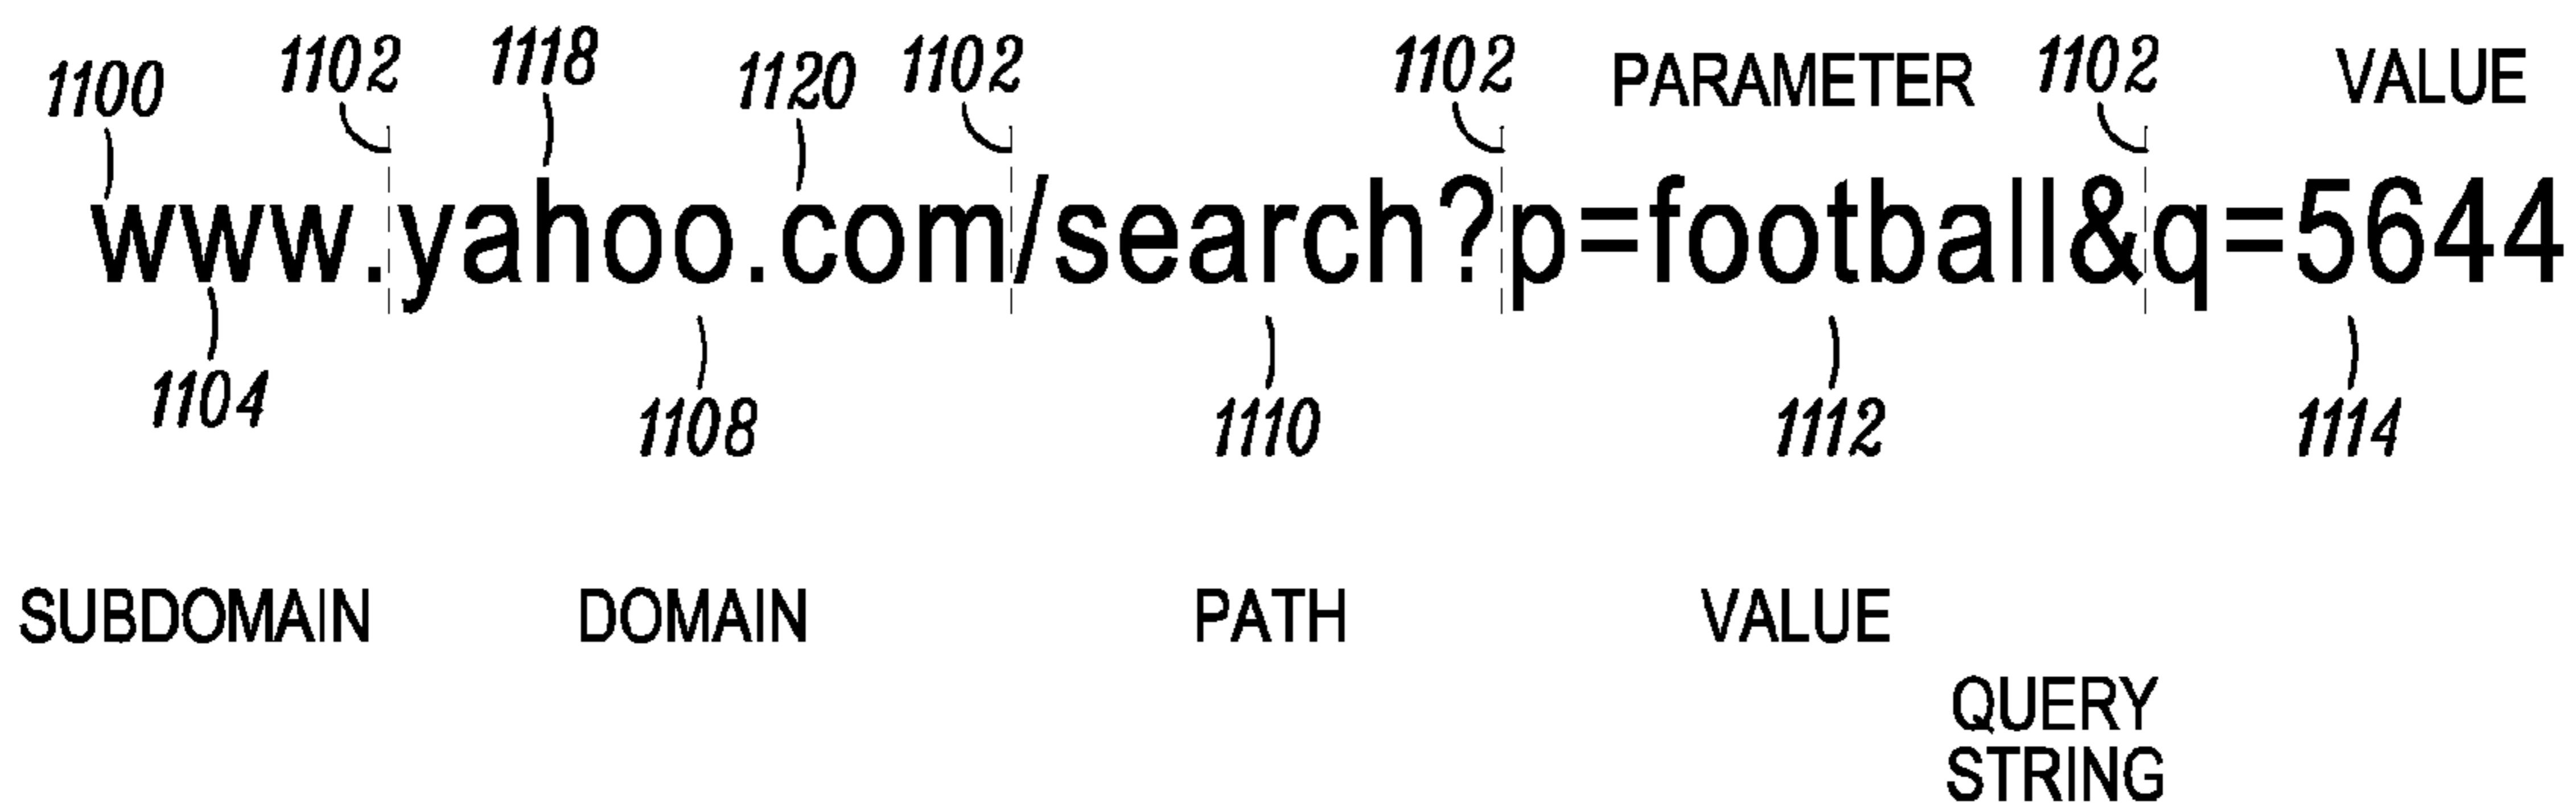 1100 1102 1118 1120 1102 1102 PARAMETER 1102 VALUE
www.yahoo.com/search?p=football&q=5644
1104 1108 1110 1112 1114
SUBDOMAIN DOMAIN PATH VALUE
QUERY
STRING